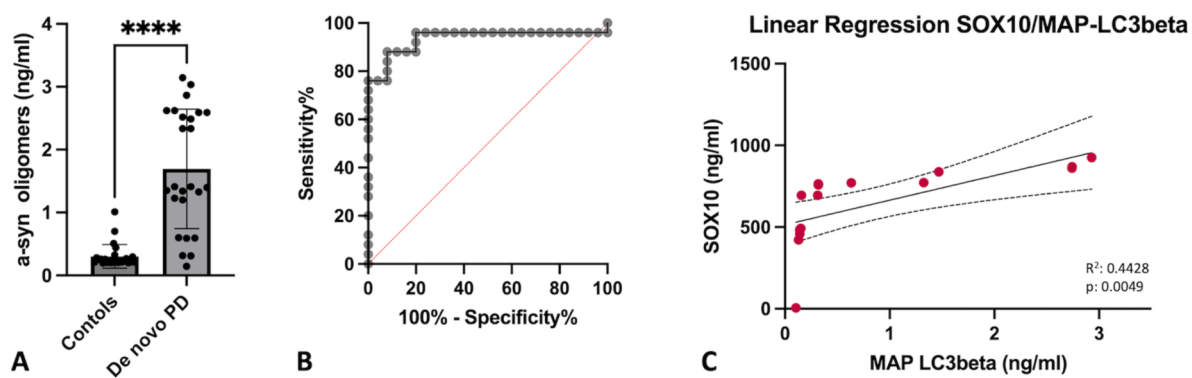 4
3
2
1
0
a-syn oligomers (ng/ml)
****
Contols
De novo PD
A
100
80
60
40
20
0
Sensitivity%
0 20 40 60 80 100
100% - Specificity%
B
Linear Regression SOX10/MAP-LC3beta
1500
1000
500
0
SOX10 (ng/ml)
R²: 0.4428
p: 0.0049
0 1 2 3
MAP LC3beta (ng/ml)
C